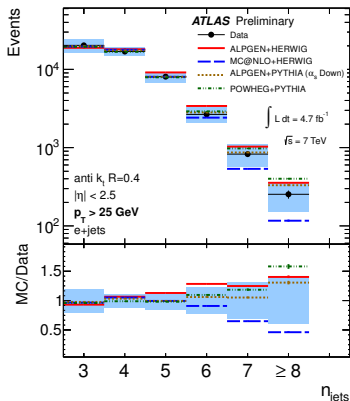 Events
ATLAS Preliminary
Data
ALPGEN+HERWIG
MC@NLO+HERWIG
ALPGEN+PYTHIA (αs Down)
POWHEG+PYTHIA
∫ L dt = 4.7 fb-1
√s = 7 TeV
anti kt R=0.4
|η| < 2.5
pT > 25 GeV
e+jets
10^4
10^3
10^2
MC/Data
1.5
1
0.5
3 4 5 6 7 ≥ 8
njets